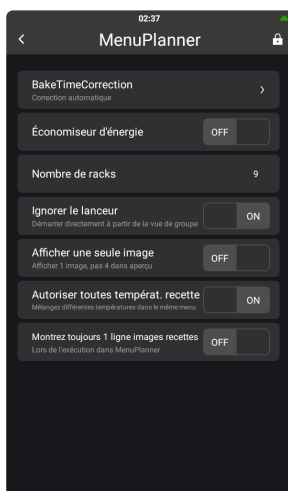 02:37
MenuPlanner
BakeTimeCorrection
Correction automatique
Économiseur d'énergie OFF
Nombre de racks 9
Ignorer le lanceur
Démarrer directement à partir de la vue de groupe
ON
Afficher une seule image
Afficher 1 image, pas 4 dans aperçu
OFF
Autoriser toutes températ. recette
Mélangez différentes températures dans le même menu
ON
Montrez toujours 1 ligne images recettes
Lors de l'exécution dans MenuPlanner
OFF